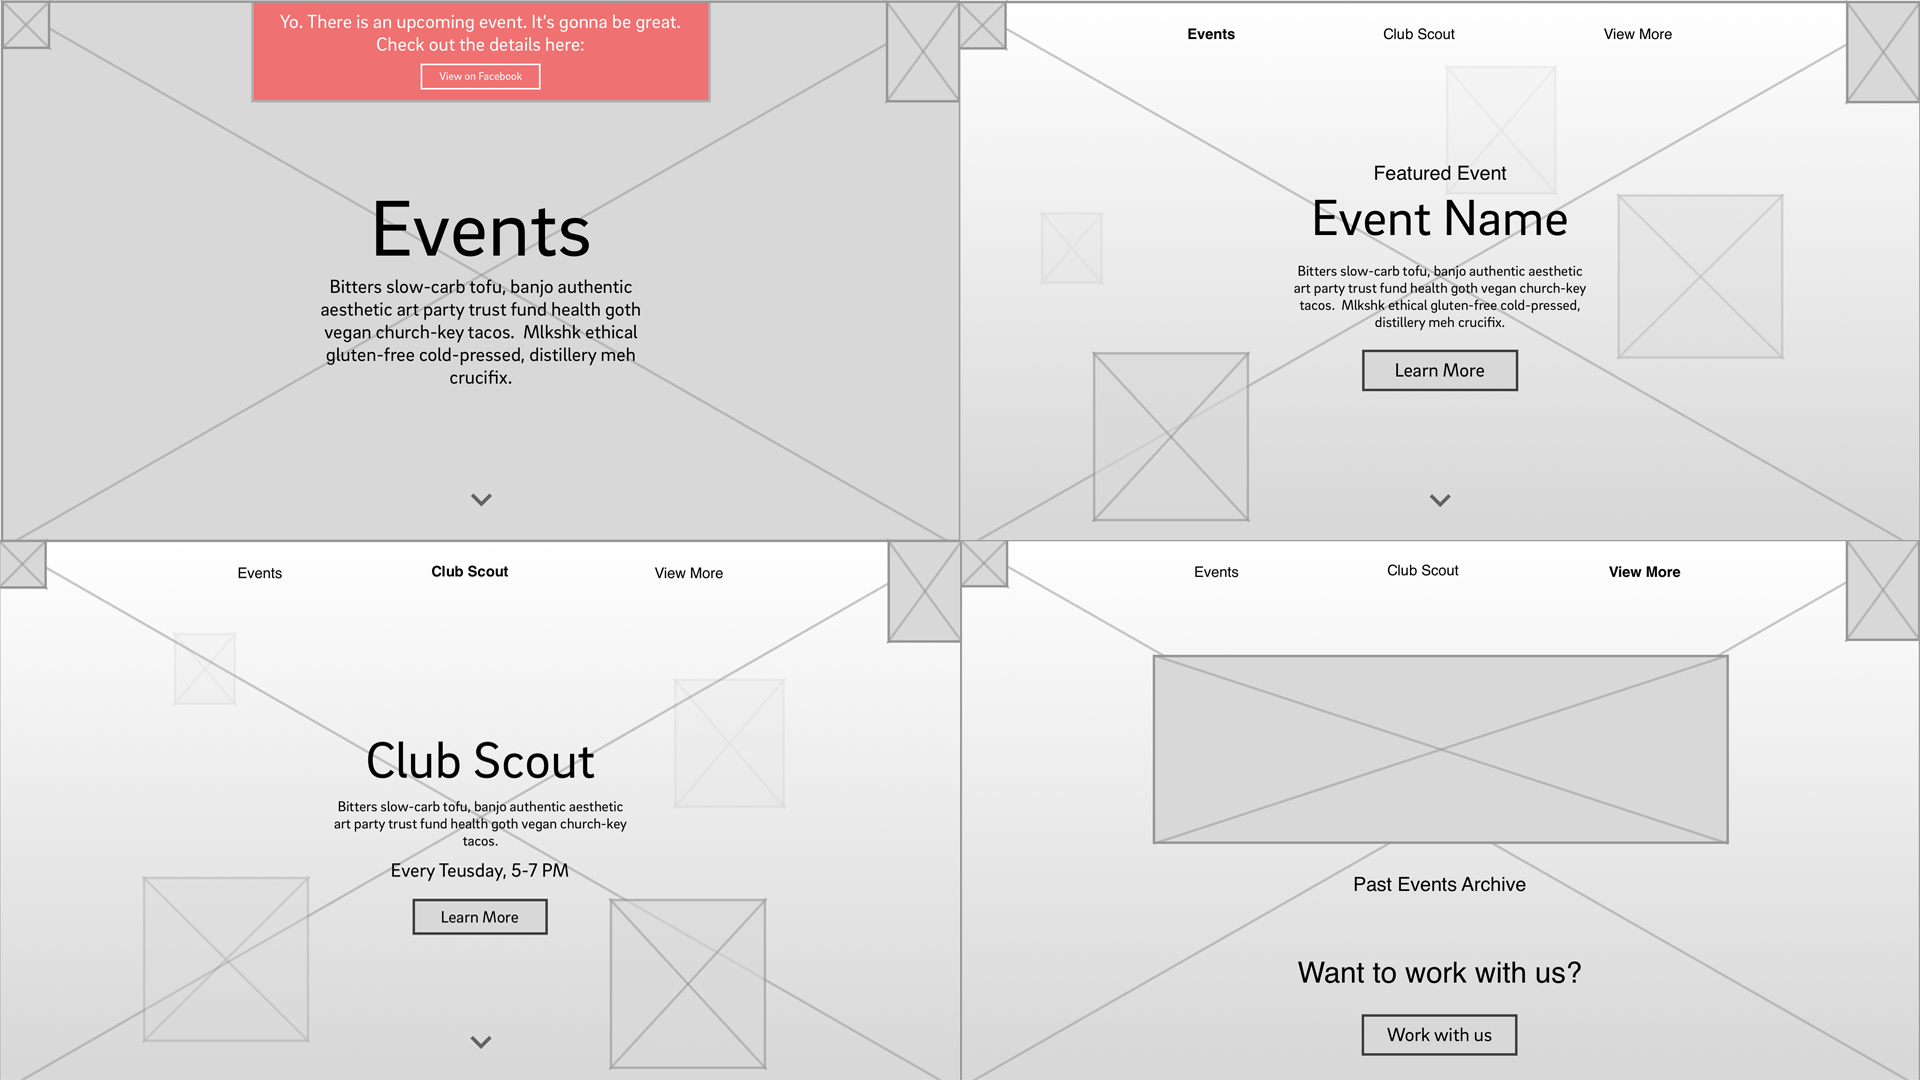 Yo. There is an upcoming event. It's gonna be great.
Check out the details here:
View on Facebook
Events
Bitters slow-carb tofu, banjo authentic
aesthetic art party trust fund health goth
vegan church-key tacos.  Mlkshk ethical
gluten-free cold-pressed, distillery meh
crucifix.
Events
Club Scout
View More
Featured Event
Event Name
Bitters slow-carb tofu, banjo authentic aesthetic
art party trust fund health goth vegan church-key
tacos.  Mlkshk ethical gluten-free cold-pressed,
distillery meh crucifix.
Learn More
Events
Club Scout
View More
Club Scout
Bitters slow-carb tofu, banjo authentic aesthetic
art party trust fund health goth vegan church-key
tacos.
Every Teusday, 5-7 PM
Learn More
Events
Club Scout
View More
Past Events Archive
Want to work with us?
Work with us